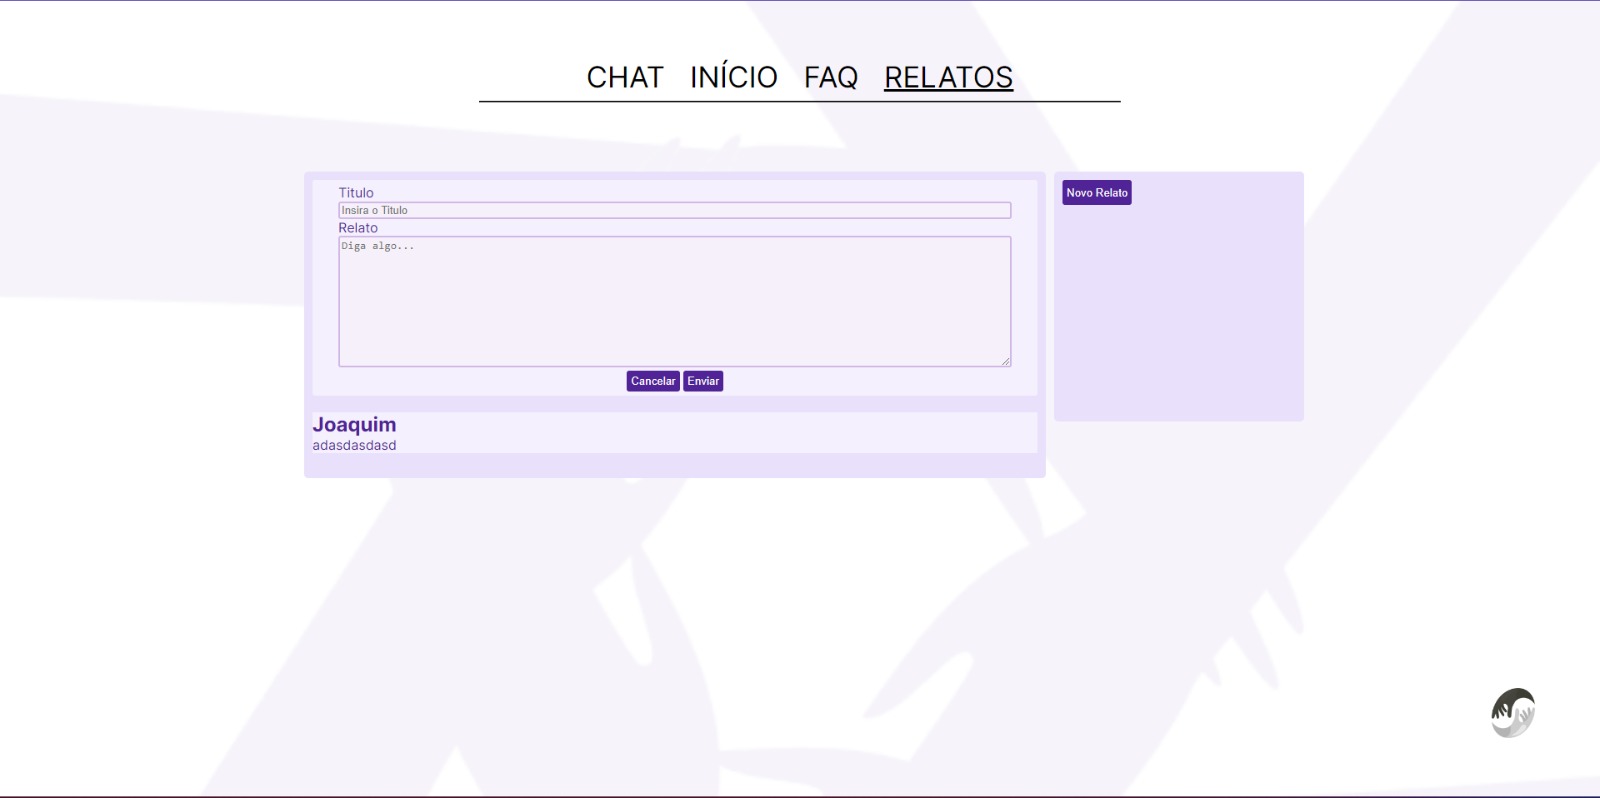 CHAT INÍCIO FAQ RELATOS
Titulo
Insira o Titulo
Relato
Diga algo...
Cancelar Enviar
Joaquim
adasdasdasd
Novo Relato